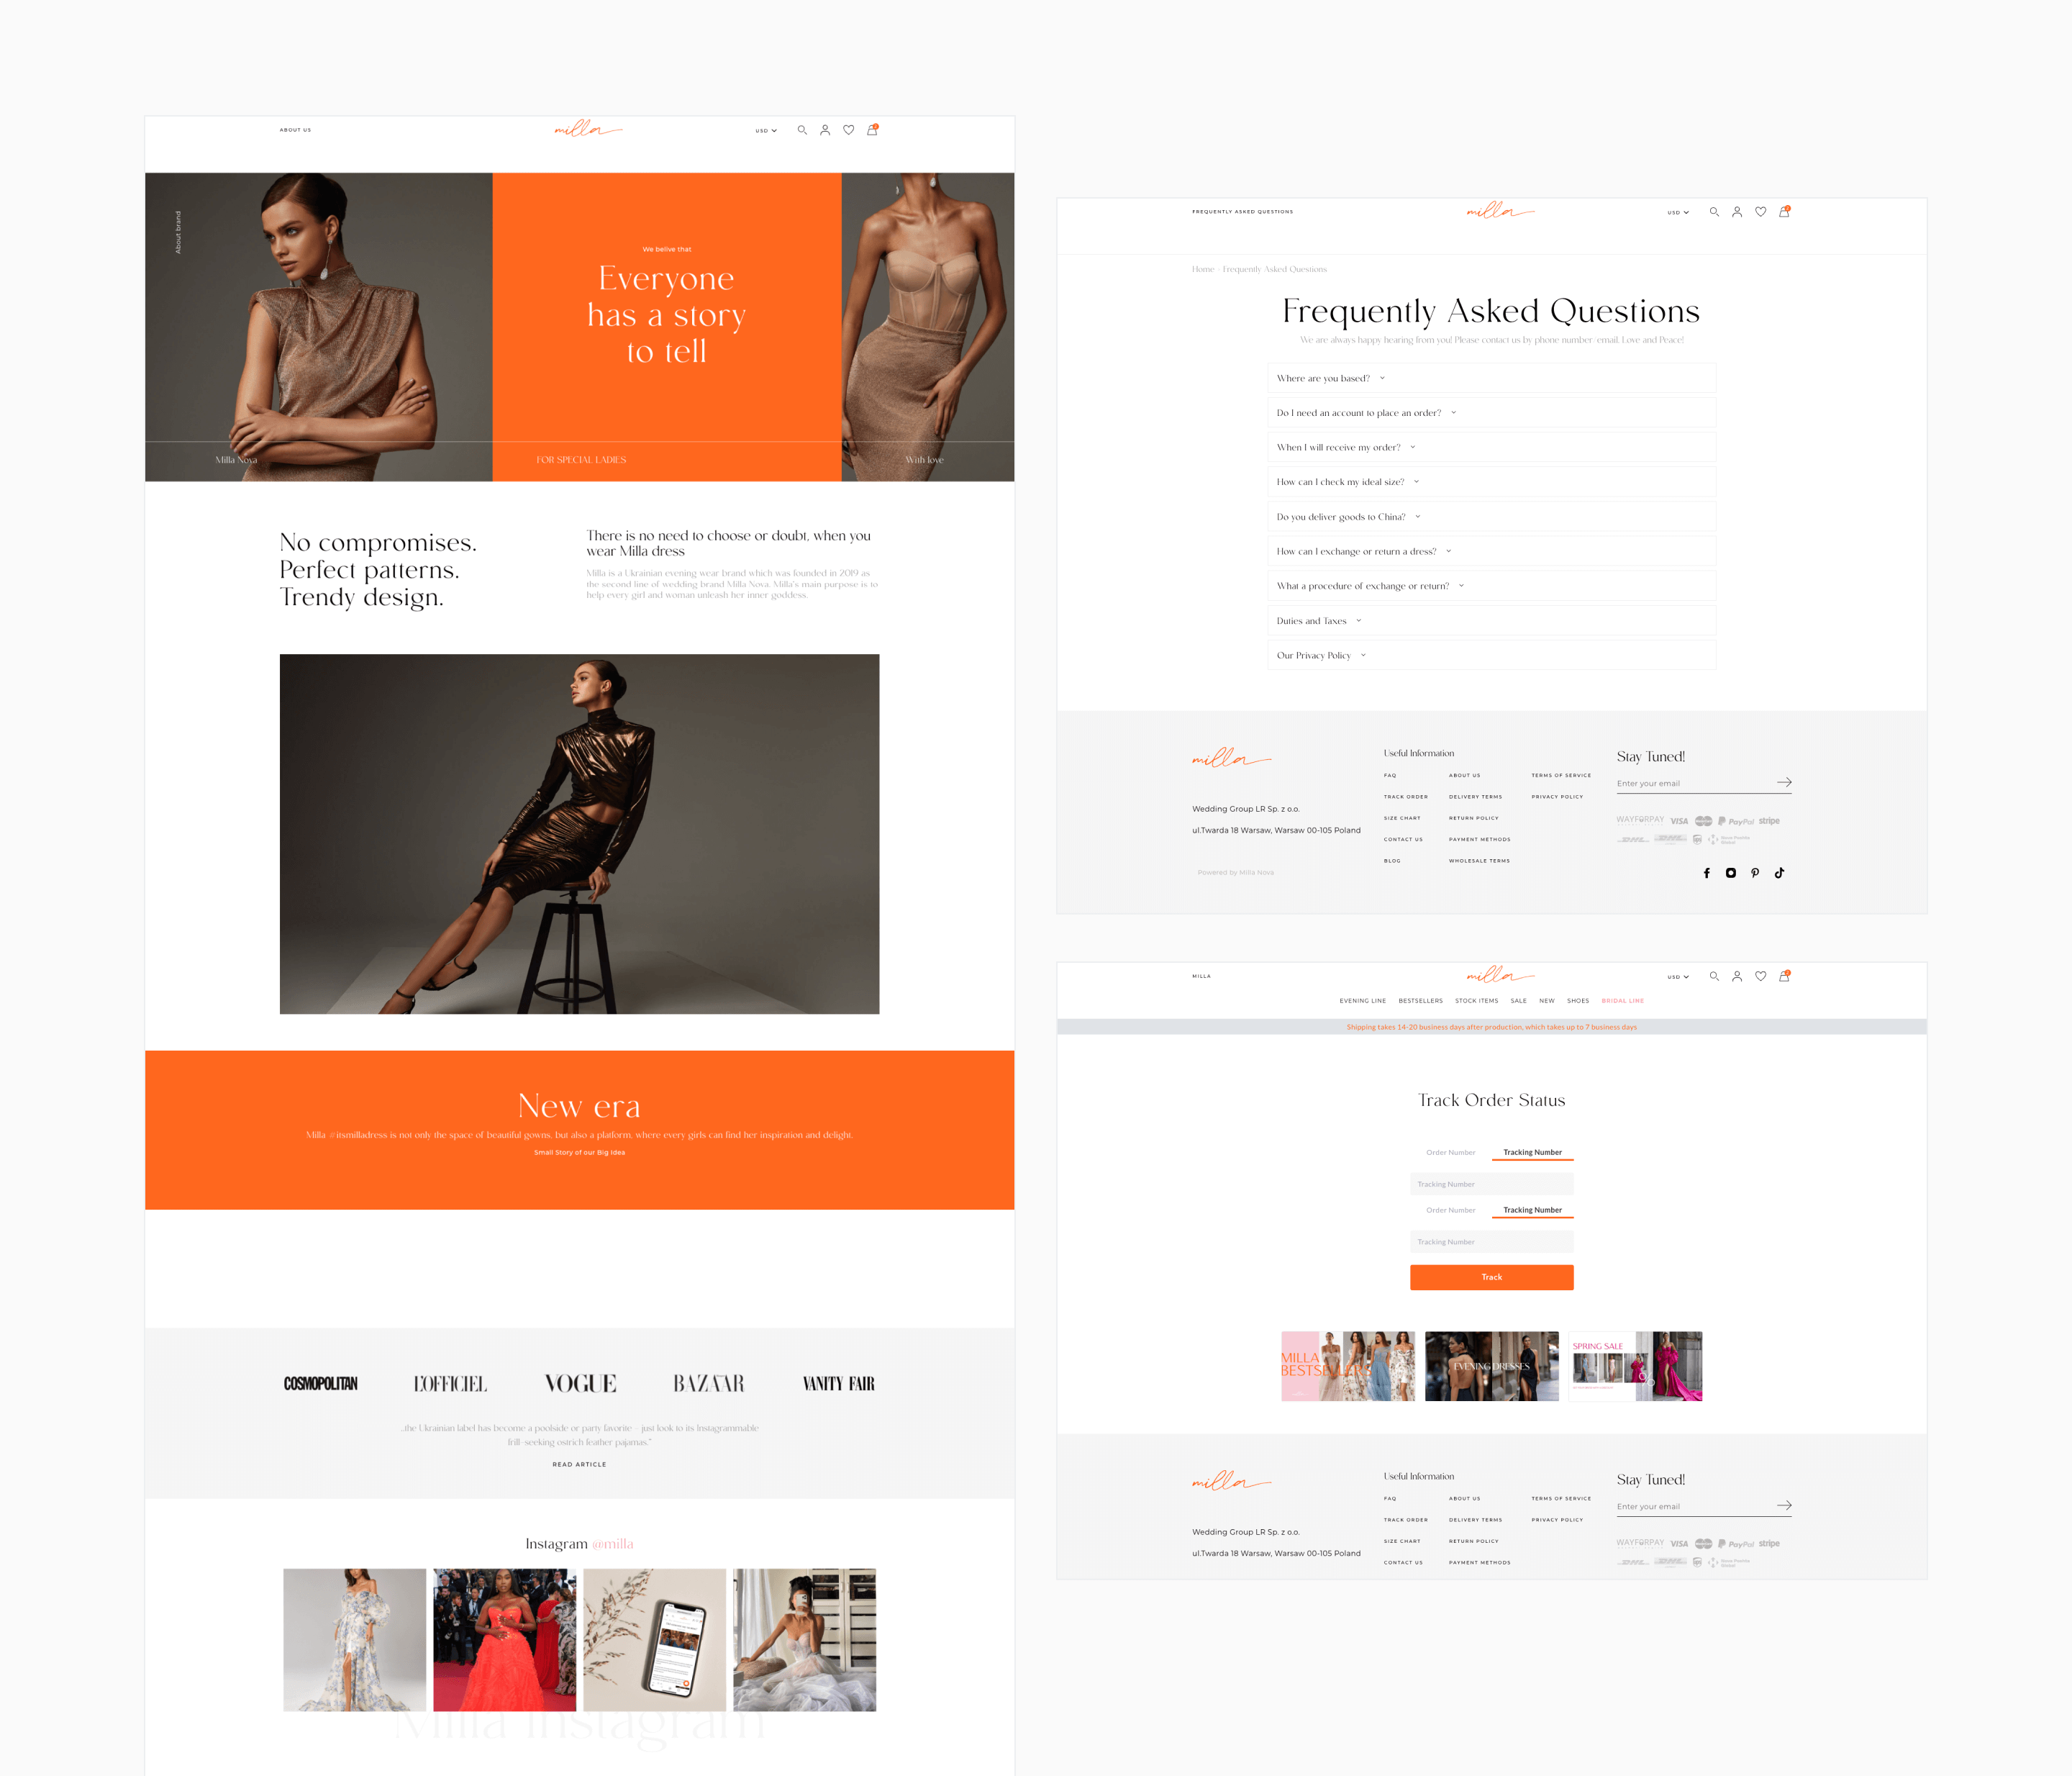 ABOUT US
milla
USD
About brand
We belive that
Everyone
has a story
to tell
Milla Nova
FOR SPECIAL LADIES
With love
No compromises.
Perfect patterns.
Trendy design.
There is no need to choose or doubt, when you
wear Milla dress
Milla is a Ukrainian evening wear brand which was founded in 2019 as
the second line of wedding brand Milla Nova. Milla's main purpose is to
help every girl and woman unleash her inner goddess.
New era
Milla #itsmilladress is not only the space of beautiful gowns, but also a platform, where every girls can find her inspiration and delight.
Small Story of our Big Idea
COSMOPOLITAN
L'OFFICIEL
VOGUE
BAZAAR
VANITY FAIR
...the Ukrainian label has become a poolside or party favorite - just look to its Instagrammable
frill-seeking ostrich feather pajamas."
READ ARTICLE
Instagram @milla
Milla Instagram
FREQUENTLY ASKED QUESTIONS
milla
USD
Home - Frequently Asked Questions
Frequently Asked Questions
We are always happy hearing from you! Please contact us by phone number/email. Love and Peace!
Where are you based?
Do I need an account to place an order?
When I will receive my order?
How can I check my ideal size?
Do you deliver goods to China?
How can I exchange or return a dress?
What a procedure of exchange or return?
Duties and Taxes
Our Privacy Policy
milla
Wedding Group LR Sp. z o.o.
ul.Twarda 18 Warsaw, Warsaw 00-105 Poland
Powered by Milla Nova
Useful Information
FAQ
TRACK ORDER
SIZE CHART
CONTACT US
BLOG
ABOUT US
DELIVERY TERMS
RETURN POLICY
PAYMENT METHODS
WHOLESALE TERMS
TERMS OF SERVICE
PRIVACY POLICY
Stay Tuned!
Enter your email
WAYFORPAY VISA PayPal stripe
MILLA
milla
USD
EVENING LINE BESTSELLERS STOCK ITEMS SALE NEW SHOES BRIDAL LINE
Shipping takes 14-20 business days after production, which takes up to 7 business days
Track Order Status
Order Number Tracking Number
Tracking Number
Order Number Tracking Number
Tracking Number
Track
MILLA
BESTSELLERS
EVENING DRESSES
SPRING SALE
%
milla
Wedding Group LR Sp. z o.o.
ul.Twarda 18 Warsaw, Warsaw 00-105 Poland
Useful Information
FAQ
TRACK ORDER
SIZE CHART
CONTACT US
ABOUT US
DELIVERY TERMS
RETURN POLICY
PAYMENT METHODS
TERMS OF SERVICE
PRIVACY POLICY
Stay Tuned!
Enter your email
WAYFORPAY VISA PayPal stripe